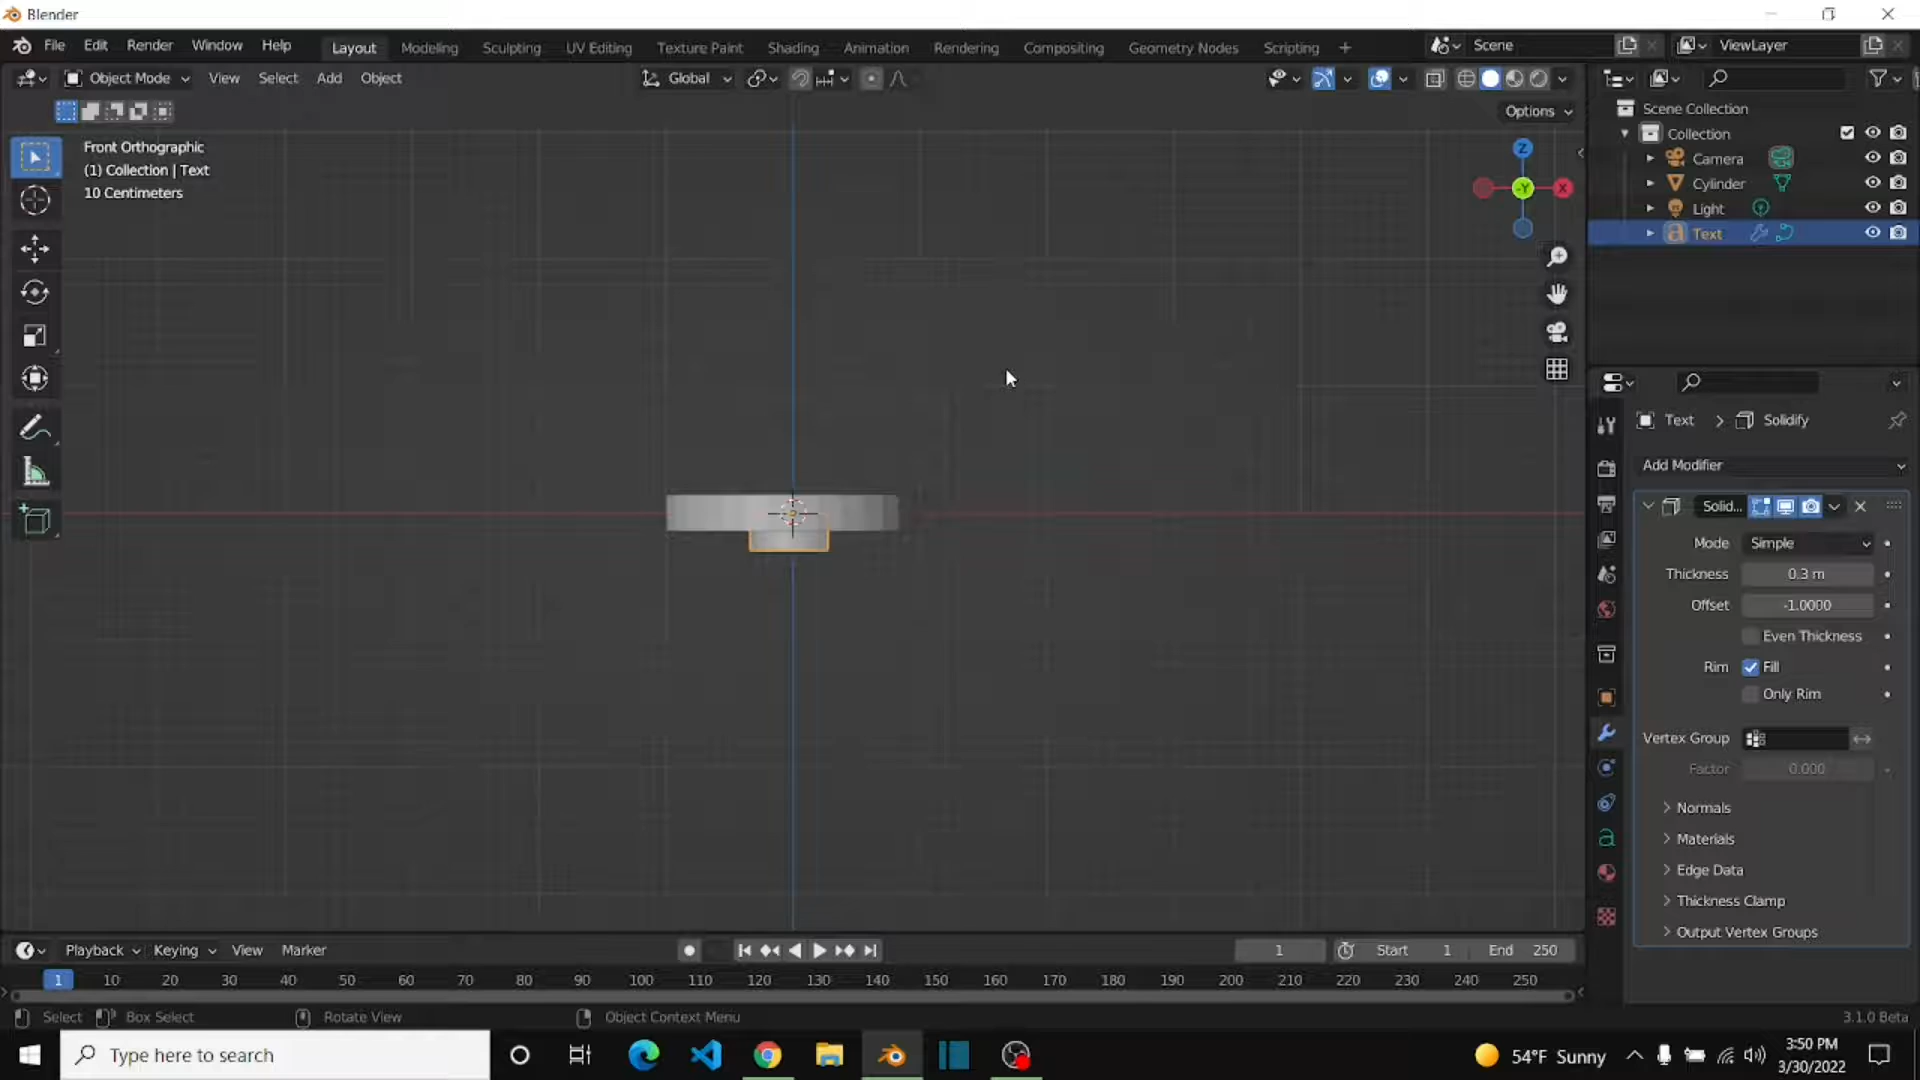 Blender
File Edit Render Window Help Layout Modeling Sculpting UV Editing Texture Paint Shading Animation Rendering Compositing Geometry Nodes Scripting + Scene ViewLayer
Object Mode View Select Add Object Global
Options
Front Orthographic
(1) Collection | Text
10 Centimeters
Z
-Y X
Scene Collection
Collection
Camera
Cylinder
Light
a Text
Text > Solidify
Add Modifier
Solid...
Mode Simple
Thickness 0.3 m
Offset -1.0000
Even Thickness
Rim Fill
Only Rim
Vertex Group
Factor 0.000
Normals
Materials
Edge Data
Thickness Clamp
Output Vertex Groups
Playback Keying View Marker 1 Start 1 End 250
1 10 20 30 40 50 60 70 80 90 100 110 120 130 140 150 160 170 180 190 200 210 220 230 240 250
Select Box Select Rotate View Object Context Menu 3.1.0 Beta
Type here to search 54°F Sunny 3:50 PM
3/30/2022